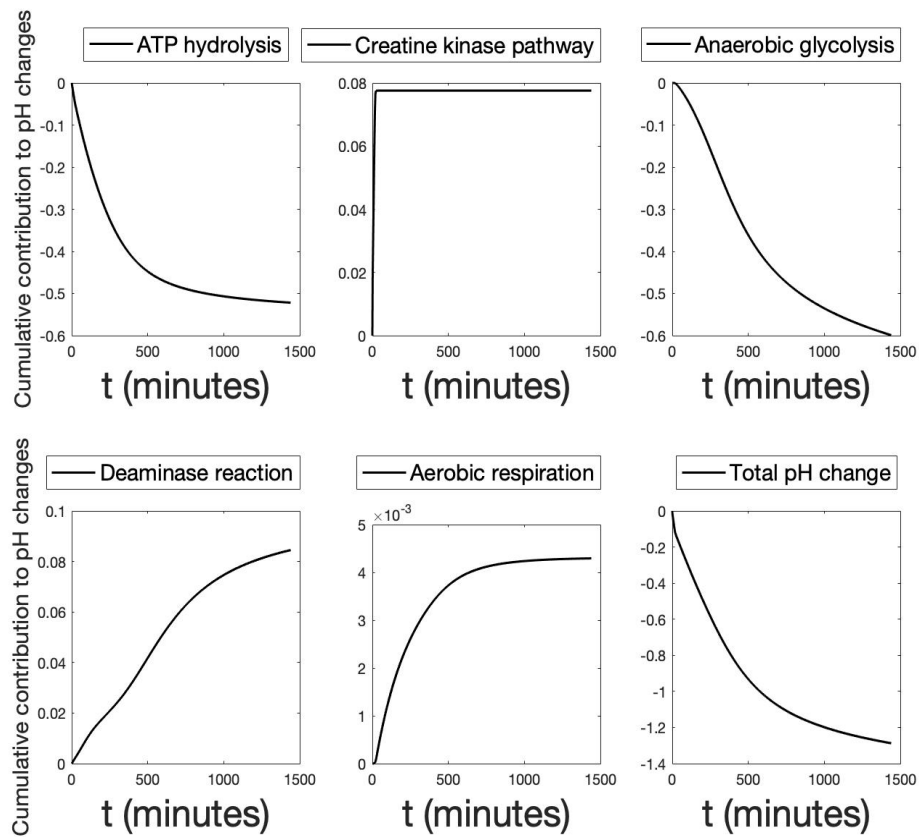 ATP hydrolysis
Creatine kinase pathway
Anaerobic glycolysis
Cumulative contribution to pH changes
0
-0.1
-0.2
-0.3
-0.4
-0.5
-0.6
0 500 1000 1500
t (minutes)
0.08
0.06
0.04
0.02
0
0 500 1000 1500
t (minutes)
0
-0.1
-0.2
-0.3
-0.4
-0.5
-0.6
0 500 1000 1500
t (minutes)
Deaminase reaction
Aerobic respiration
Total pH change
Cumulative contribution to pH changes
0.1
0.08
0.06
0.04
0.02
0
0 500 1000 1500
t (minutes)
×10⁻³
5
4
3
2
1
0
0 500 1000 1500
t (minutes)
0
-0.2
-0.4
-0.6
-0.8
-1
-1.2
-1.4
0 500 1000 1500
t (minutes)